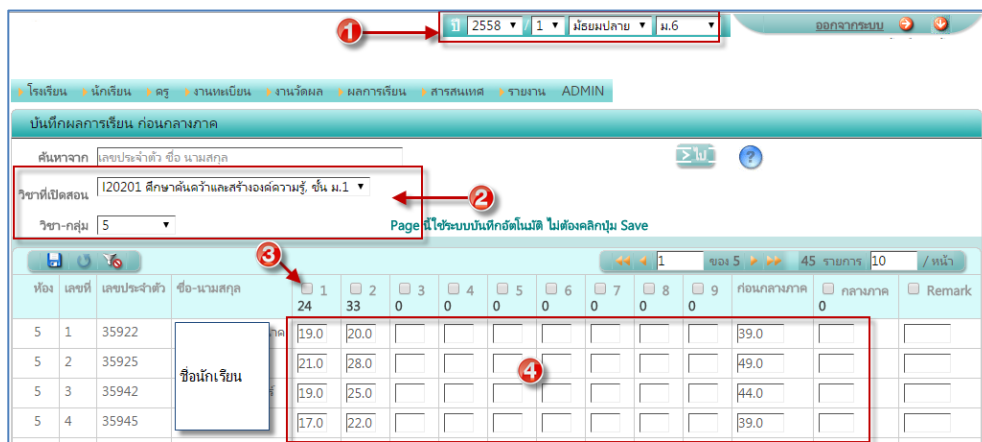 ปี 2558 / 1 มัธยมปลาย ม.6 ออกจากระบบ
1
โรงเรียน นักเรียน ครู งานทะเบียน งานวัดผล ผลการเรียน สารสนเทศ รายงาน ADMIN
บันทึกผลการเรียน ก่อนกลางภาค
ค้นหาจาก เลขประจำตัว ชื่อ นามสกุล ไป ?
วิชาที่เปิดสอน I20201 ศึกษาค้นคว้าและสร้างองค์ความรู้, ชั้น ม.1
2
วิชา-กลุ่ม 5 Page นี้ใช้ระบบบันทึกอัตโนมัติ ไม่ต้องคลิกปุ่ม Save
3
1 ของ 5 45 รายการ 10 / หน้า
ห้อง เลขที่ เลขประจำตัว ชื่อ-นามสกุล 1 2 3 4 5 6 7 8 9 ก่อนกลางภาค กลางภาค Remark
24 33 0 0 0 0 0 0 0 0
5 1 35922 19.0 20.0 39.0
5 2 35925 21.0 28.0 49.0
ชื่อนักเรียน
4
5 3 35942 19.0 25.0 44.0
5 4 35945 17.0 22.0 39.0